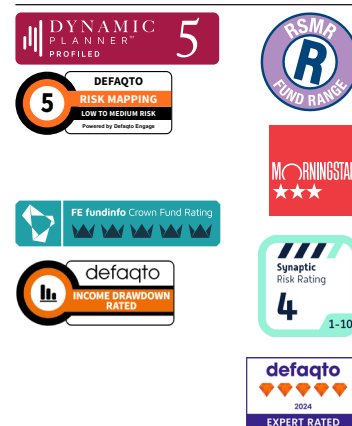 DYNAMIC
PLANNER™
PROFILED
5
5
DEFAQTO
RISK MAPPING
LOW TO MEDIUM RISK
Powered by Defaqto Engage
FE fundinfo Crown Fund Rating
defaqto
INCOME DRAWDOWN
RATED
RSMR
R
FUND RANGE
MORNINGSTAR
Synaptic
Risk Rating
4
1-10
defaqto
2024
EXPERT RATED